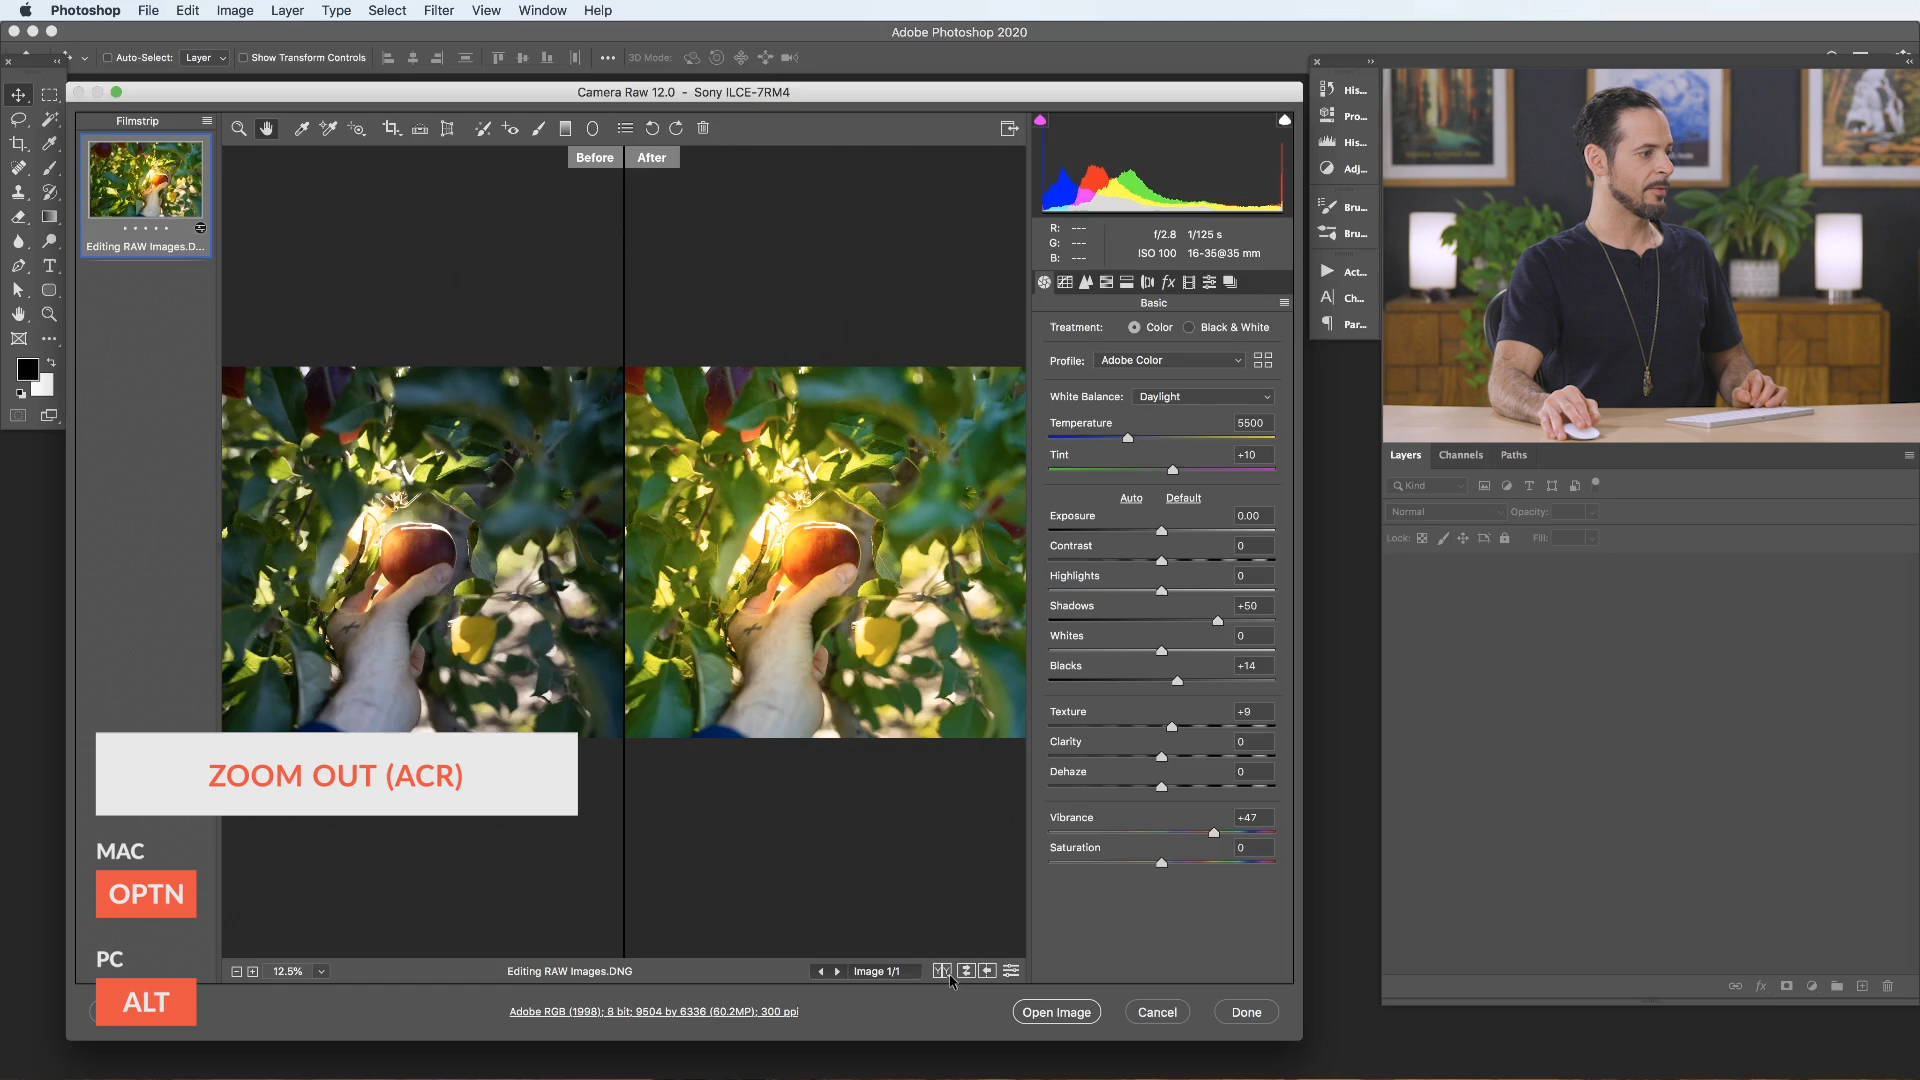 Photoshop File Edit Image Layer Type Select Filter View Window Help
Adobe Photoshop 2020
Auto-Select: Layer Show Transform Controls 3D Mode:
Camera Raw 12.0 - Sony ILCE-7RM4
Filmstrip
Editing RAW Images.D...
Before After
R: ---
G: ---
B: ---
f/2.8 1/125 s
ISO 100 16-35@35 mm
Basic
Treatment: Color Black & White
Profile: Adobe Color
White Balance: Daylight
Temperature 5500
Tint +10
Auto Default
Exposure 0.00
Contrast 0
Highlights 0
Shadows +50
Whites 0
Blacks +14
Texture +9
Clarity 0
Dehaze 0
Vibrance +47
Saturation 0
ZOOM OUT (ACR)
MAC
OPTN
PC
ALT
12.5% Editing RAW Images.DNG Image 1/1
Adobe RGB (1998); 8 bit; 9504 by 6336 (60.2MP); 300 ppi
Open Image Cancel Done
His...
Pro...
His...
Adj...
Bru...
Bru...
Act...
Ch...
Par...
Layers Channels Paths
Kind
Normal Opacity:
Lock: Fill: